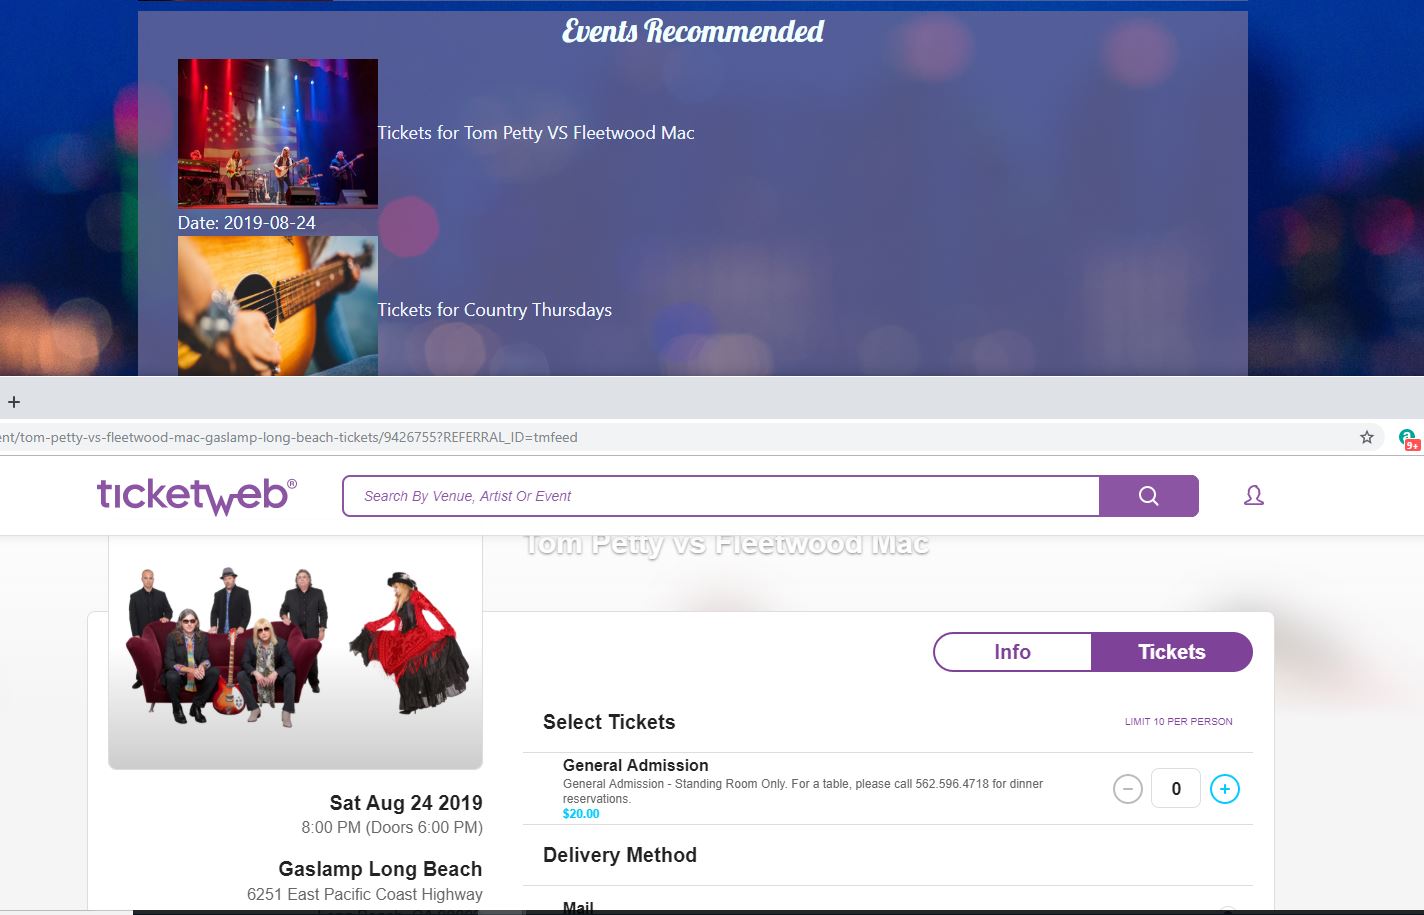 Events Recommended
Tickets for Tom Petty VS Fleetwood Mac
Date: 2019-08-24
Tickets for Country Thursdays
+
ent/tom-petty-vs-fleetwood-mac-gaslamp-long-beach-tickets/9426755?REFERRAL_ID=tmfeed
a
9+
ticketweb®
Search By Venue, Artist Or Event
Tom Petty vs Fleetwood Mac
Info
Tickets
Select Tickets
LIMIT 10 PER PERSON
General Admission
General Admission - Standing Room Only. For a table, please call 562.596.4718 for dinner
reservations.
$20.00
− 0 +
Sat Aug 24 2019
8:00 PM (Doors 6:00 PM)
Delivery Method
Gaslamp Long Beach
6251 East Pacific Coast Highway
Mail